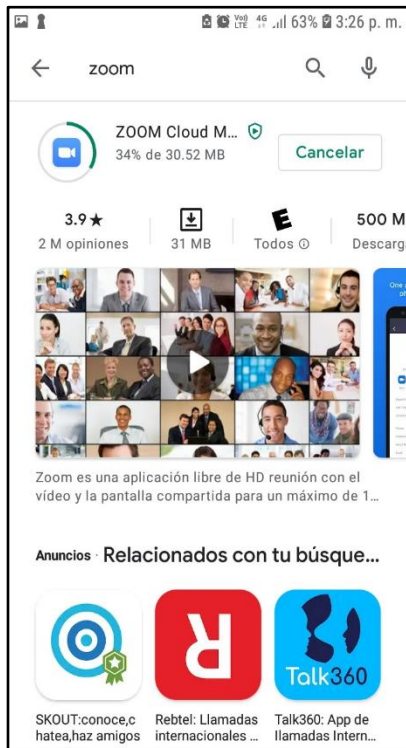 Vo))
LTE
4G
63%
3:26 p. m.
zoom
ZOOM Cloud M...
34% de 30.52 MB
Cancelar
3.9★
2 M opiniones
31 MB
E
Todos
500 M
Descarga
One
Zoom es una aplicación libre de HD reunión con el
vídeo y la pantalla compartida para un máximo de 1...
Anuncios · Relacionados con tu búsque...
R
Talk360
SKOUT:conoce,c
hatea,haz amigos
Rebtel: Llamadas
internacionales ...
Talk360: App de
llamadas Intern...